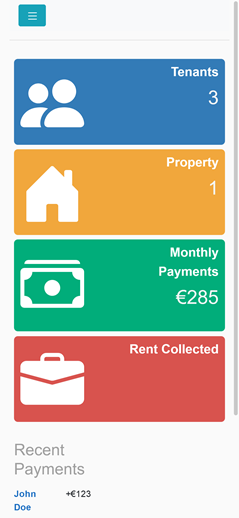 Tenants
3
Property
1
Monthly
Payments
€285
Rent Collected
Recent
Payments
John +€123
Doe